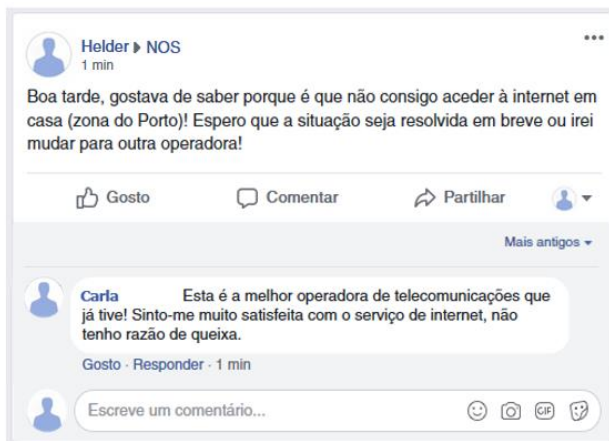 Helder ▸ NOS
1 min
Boa tarde, gostava de saber porque é que não consigo aceder à internet em
casa (zona do Porto)! Espero que a situação seja resolvida em breve ou irei
mudar para outra operadora!
Gosto Comentar Partilhar
Mais antigos
Carla Esta é a melhor operadora de telecomunicações que
já tive! Sinto-me muito satisfeita com o serviço de internet, não
tenho razão de queixa.
Gosto · Responder · 1 min
Escreve um comentário... GIF